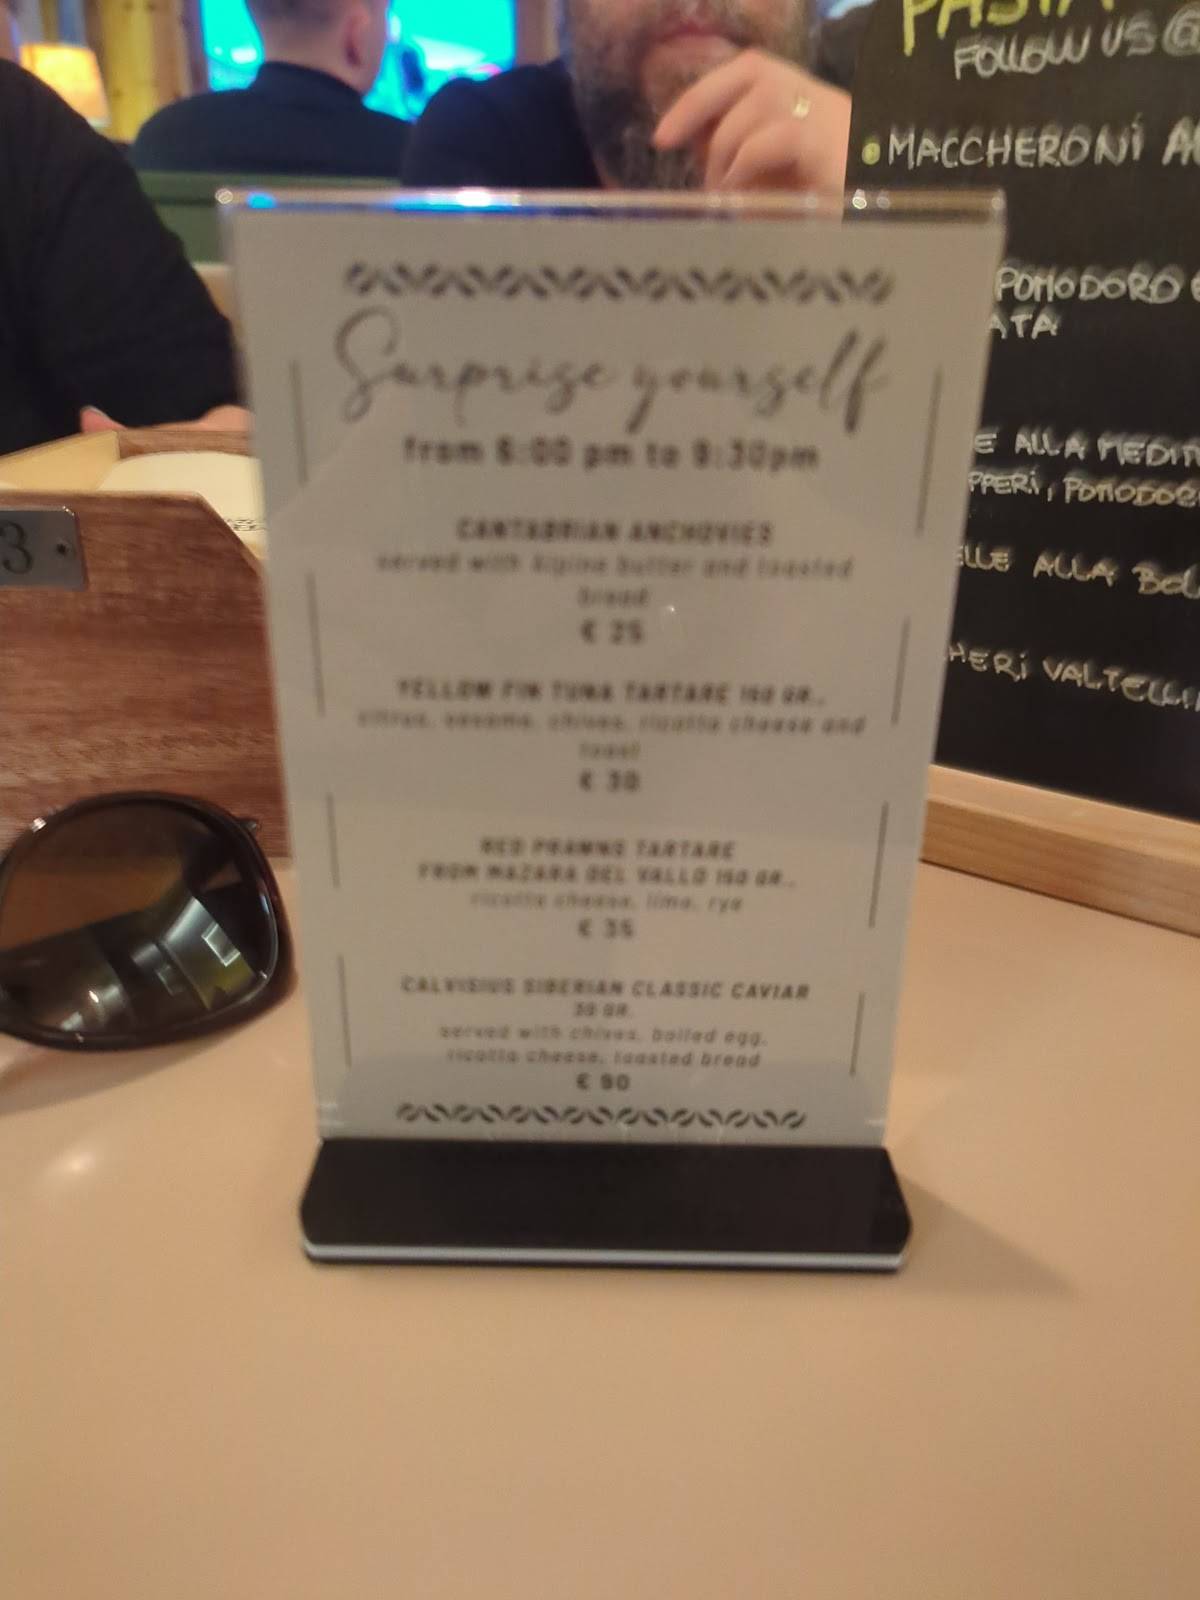 Surprise yourself
from 6:00 pm to 9:30pm
CANTABRIAN ANCHOVIES
served with Alpine butter and toasted
bread
€ 25
YELLOW FIN TUNA TARTARE 150 GR..
citrus, sesame, chives, ricotta cheese and
toast
€ 30
RED PRAWNS TARTARE
FROM MAZARA DEL VALLO 150 GR..
ricotta cheese, lime, rye
€ 35
CALVISIUS SIBERIAN CLASSIC CAVIAR
30 GR.
served with chives, boiled egg,
ricotta cheese, toasted bread
€ 90
3
PASTA
FOLLOW US @
MACCHERONI
POMODORO
ATA
E ALLA
PPERI, POMODO
ELLE ALLA BOL
HERI VALTELLI